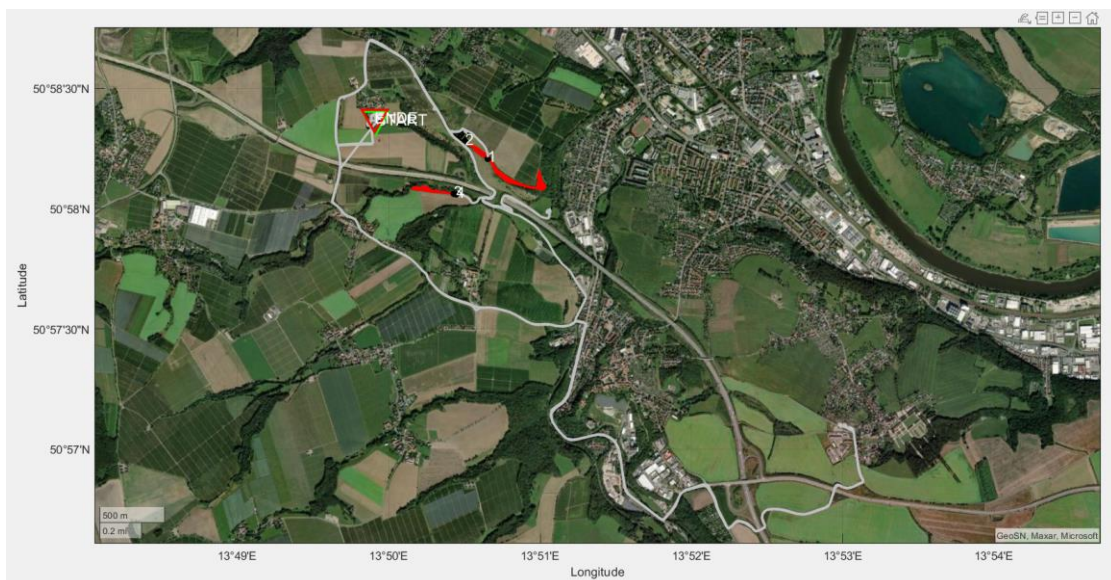 50°58'30"N
50°58'N
50°57'30"N
50°57'N
Latitude
START
2
1
3
500 m
0.2 mi
GeoSN, Maxar, Microsoft
13°49'E
13°50'E
13°51'E
13°52'E
13°53'E
13°54'E
Longitude